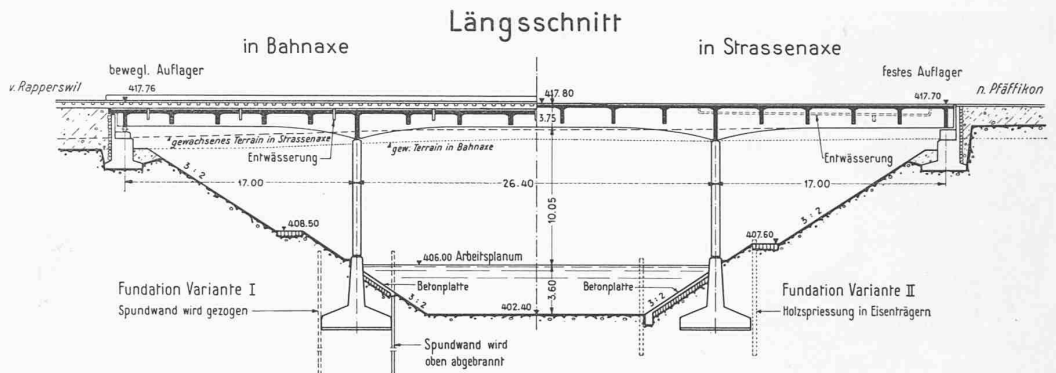 Längsschnitt
in Bahnaxe
in Strassenaxe
bewegl. Auflager
festes Auflager
v. Rapperswil
417.76
417.80
417.70
n. Pfäffikon
3.75
gewachsenes Terrain in Strassenaxe
Entwässerung
gew. Terrain in Bahnaxe
Entwässerung
3:2
17.00
26.40
17.00
3:2
10.05
408.50
407.60
406.00 Arbeitsplanum
Fundation Variante I
Spundwand wird gezogen
Betonplatte
3:2
3.60
Betonplatte
3:2
Fundation Variante II
Holzspriessung in Eisenträgern
402.40
Spundwand wird
oben abgebrannt